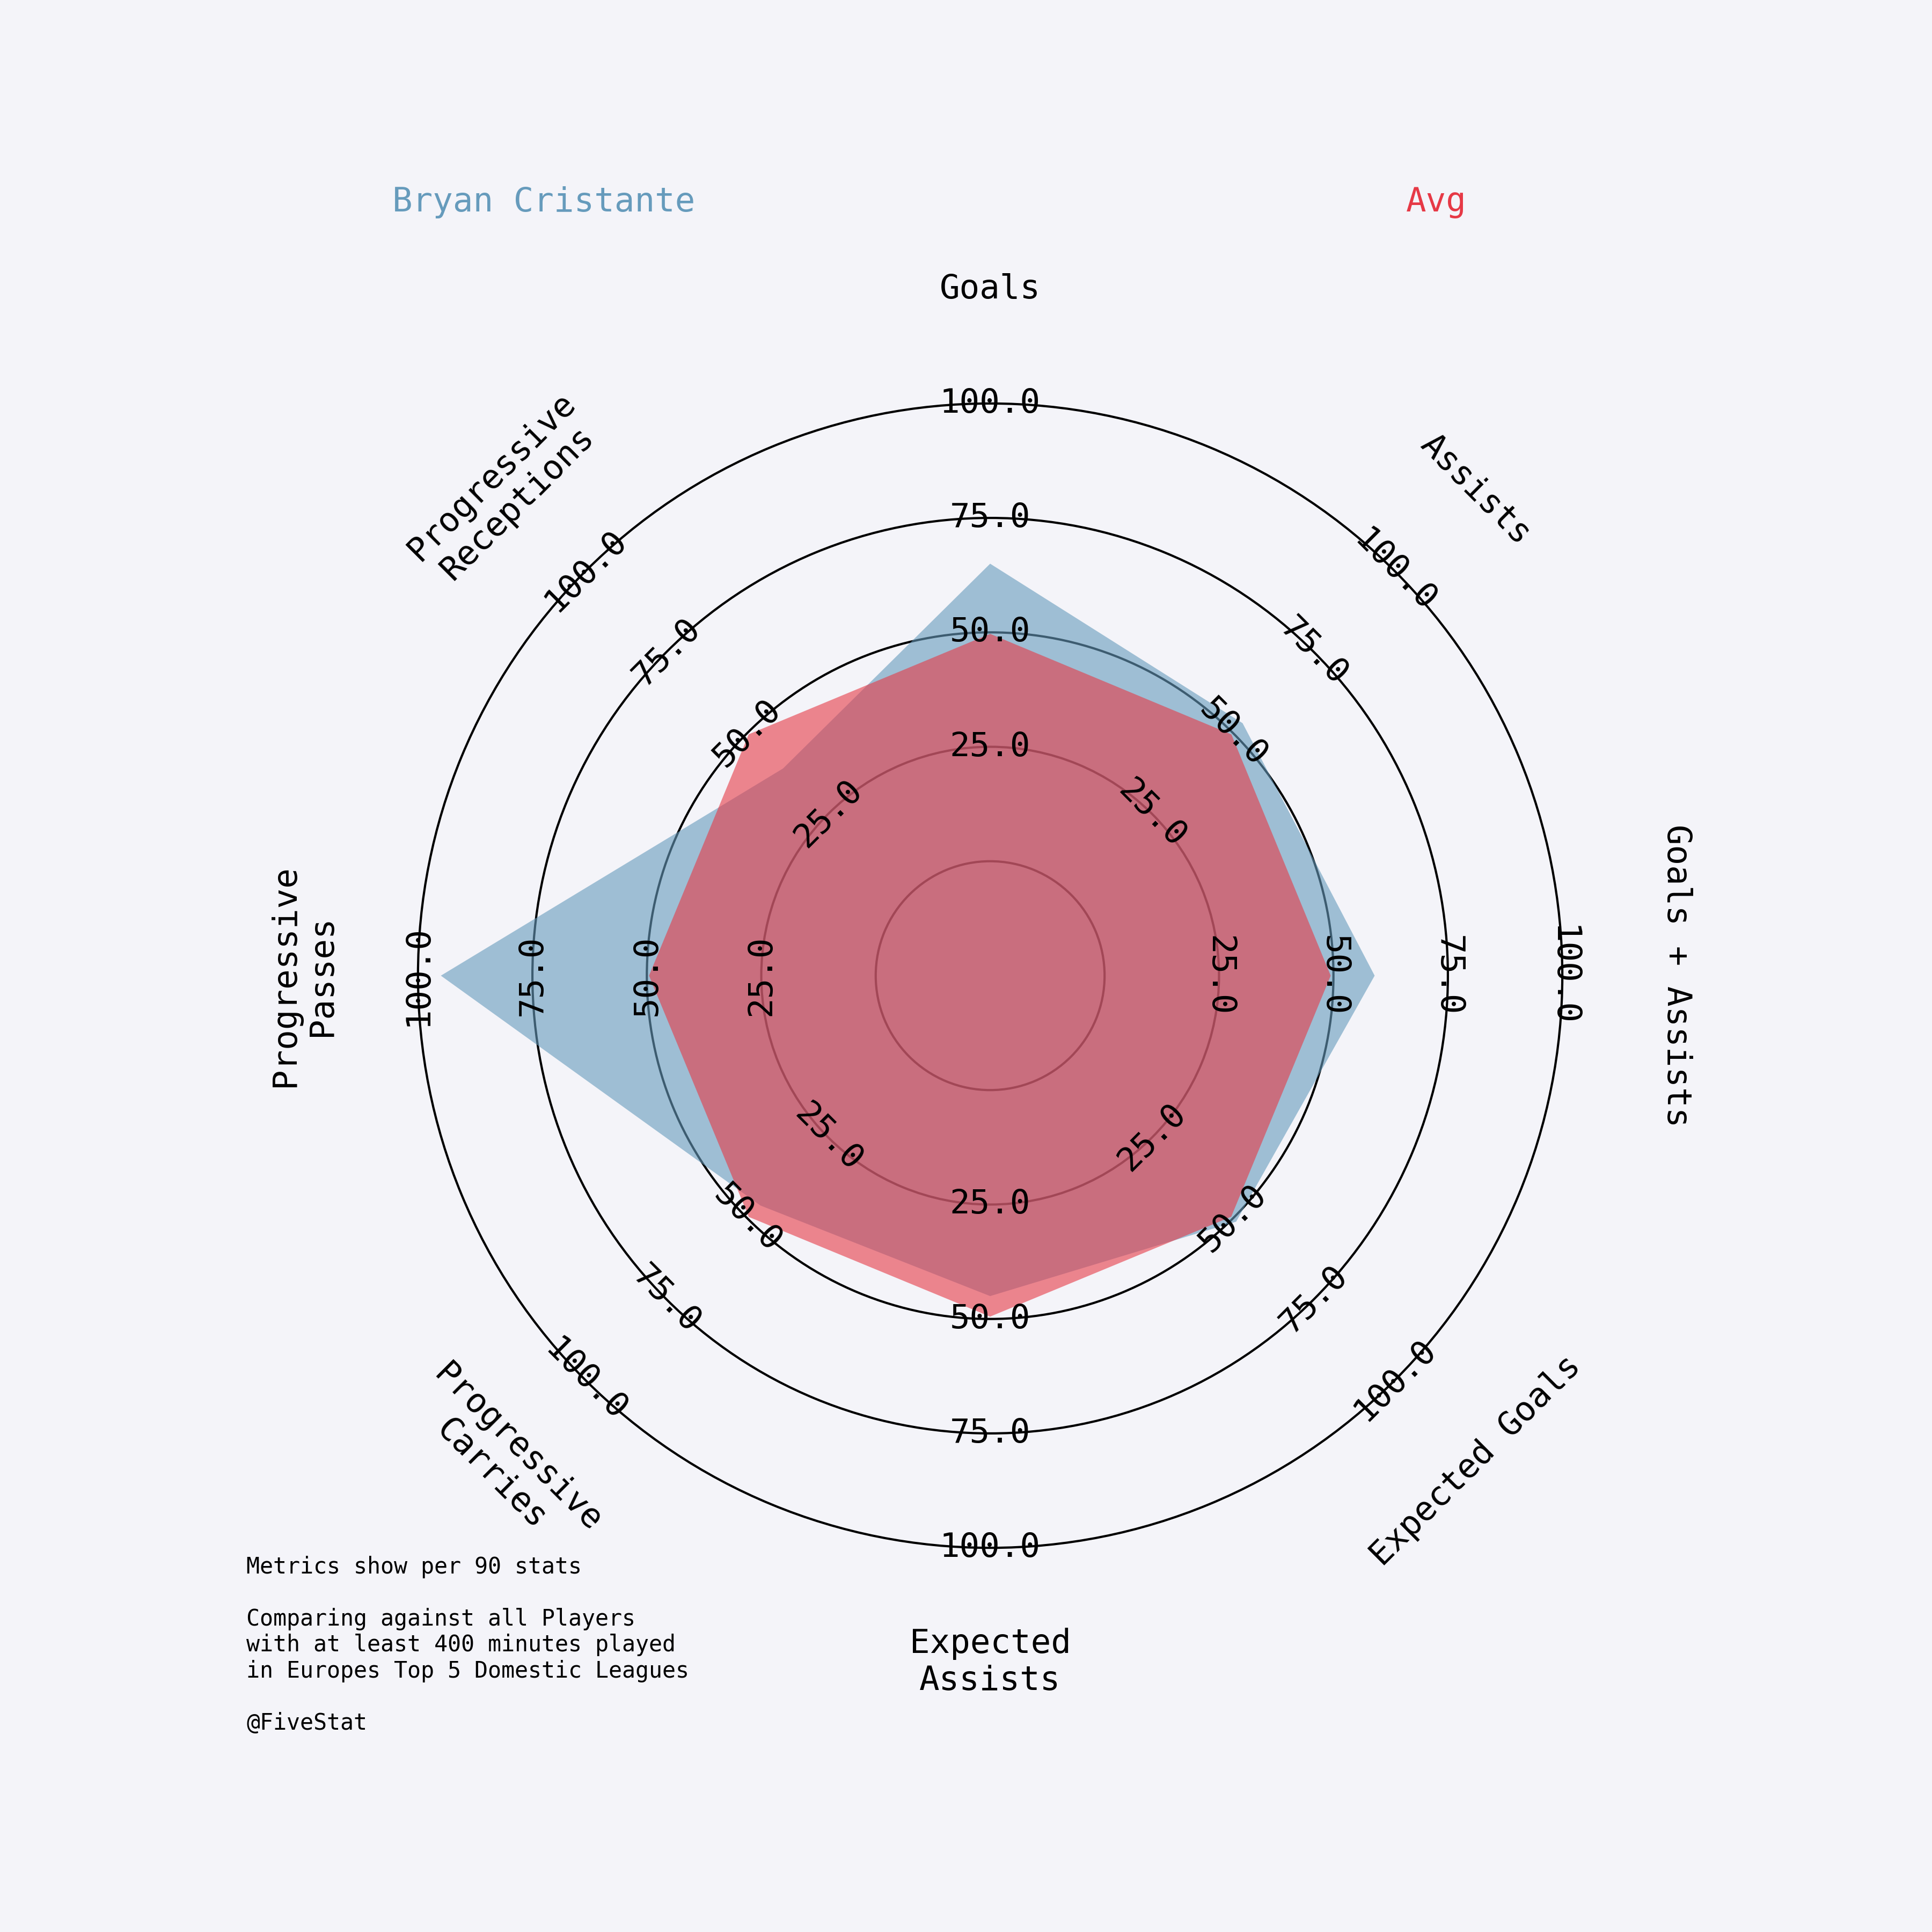 Bryan Cristante
Avg
Goals
Assists
Goals + Assists
Expected Goals
Expected
Assists
Progressive
Carries
Progressive
Passes
Progressive
Receptions
100.0
75.0
50.0
25.0
100.0
75.0
50.0
25.0
100.0
75.0
50.0
25.0
100.0
75.0
50.0
25.0
25.0
50.0
75.0
100.0
25.0
50.0
75.0
100.0
100.0
75.0
50.0
25.0
100.0
75.0
50.0
25.0
Metrics show per 90 stats
Comparing against all Players
with at least 400 minutes played
in Europes Top 5 Domestic Leagues
@FiveStat